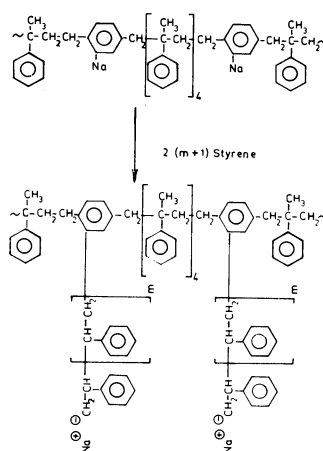 CH₃ CH₃ CH₃
~C-CH₂CH₂- -CH₂- C-CH₂- -CH₂- -CH₂-C-CH₂~
Na Na
4
2 (m+1) Styrene
CH₃ CH₃ CH₃
~C-CH₂CH₂- -CH₂- C-CH₂- -CH₂- -CH₂-C-CH₂~
4
m m
CH₂ CH₂
CH CH
CH CH
CH₂ CH₂
⊖ ⊖
⊕ ⊕
Na Na